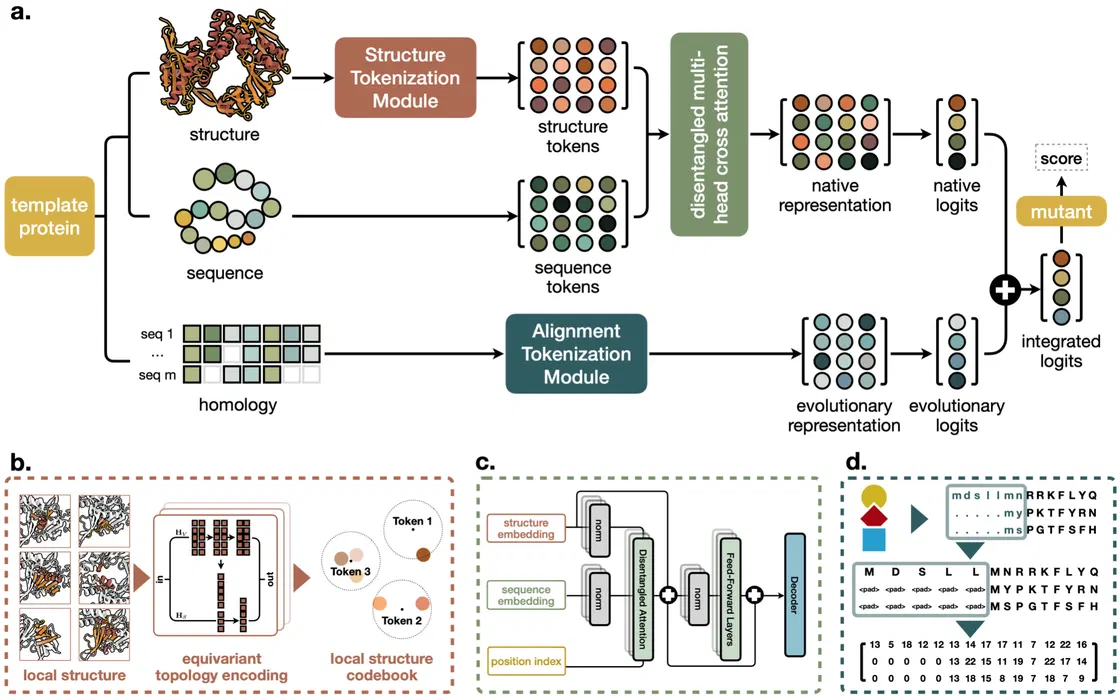 a.
structure
Structure
Tokenization
Module
structure
tokens
disentangled multi-
head cross attention
native
representation
native
logits
score
mutant
template
protein
sequence
sequence
tokens
integrated
logits
seq 1
...
seq m
homology
Alignment
Tokenization
Module
evolutionary
representation
evolutionary
logits
b.
local structure
in
H𝒱
H𝒮
out
equivariant
topology encoding
Token 1
Token 3
Token 2
local structure
codebook
c.
structure
embedding
sequence
embedding
position index
norm
norm
Disentangled Attention
norm
Feed-Forward Layers
Decoder
d.
m d s l l m n R R K F L Y Q
. . . . . m y P K T F Y R N
. . . . . m s P G T F S F H
M D S L L M N R R K F L Y Q
<pad> <pad> <pad> <pad> <pad> M Y P K T F Y R N
<pad> <pad> <pad> <pad> <pad> M S P G T F S F H
13 5 18 12 12 13 14 17 17 11 7 12 22 16
0 0 0 0 0 13 22 15 11 19 7 22 17 14
0 0 0 0 0 13 18 15 8 19 7 18 7 9